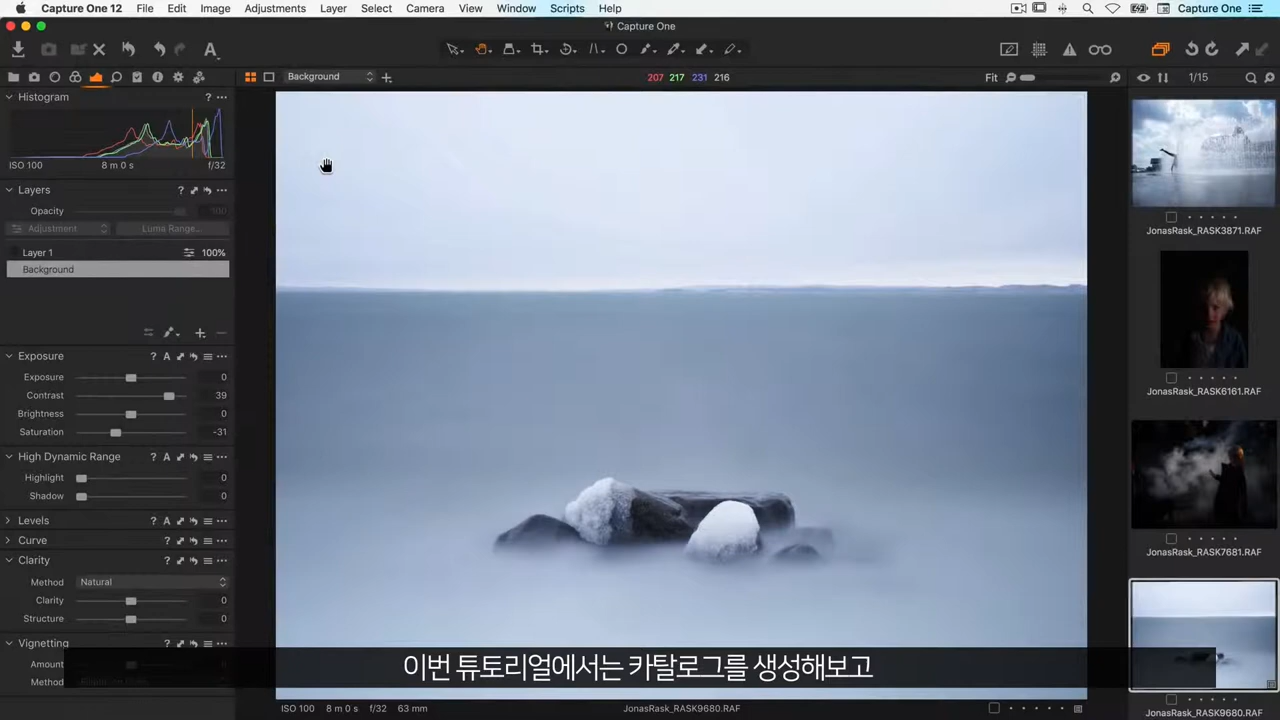 Capture One 12 File Edit Image Adjustments Layer Select Camera View Window Scripts Help Capture One
Capture One
Background 207 217 231 216 Fit 1/15
Histogram ?
ISO 100 8 m 0 s f/32
Layers ?
Opacity 100
Adjustment Luma Range...
Layer 1 100%
Background
Exposure ? A
Exposure 0
Contrast 39
Brightness 0
Saturation -31
High Dynamic Range ? A
Highlight 0
Shadow 0
Levels ? A
Curve ? A
Clarity ? A
Method Natural
Clarity 0
Structure 0
Vignetting ? A
Amount
Method
JonasRask_RASK3871.RAF
JonasRask_RASK6161.RAF
JonasRask_RASK7681.RAF
JonasRask_RASK9680.RAF
이번 튜토리얼에서는 카탈로그를 생성해보고
ISO 100 8 m 0 s f/32 63 mm JonasRask_RASK9680.RAF